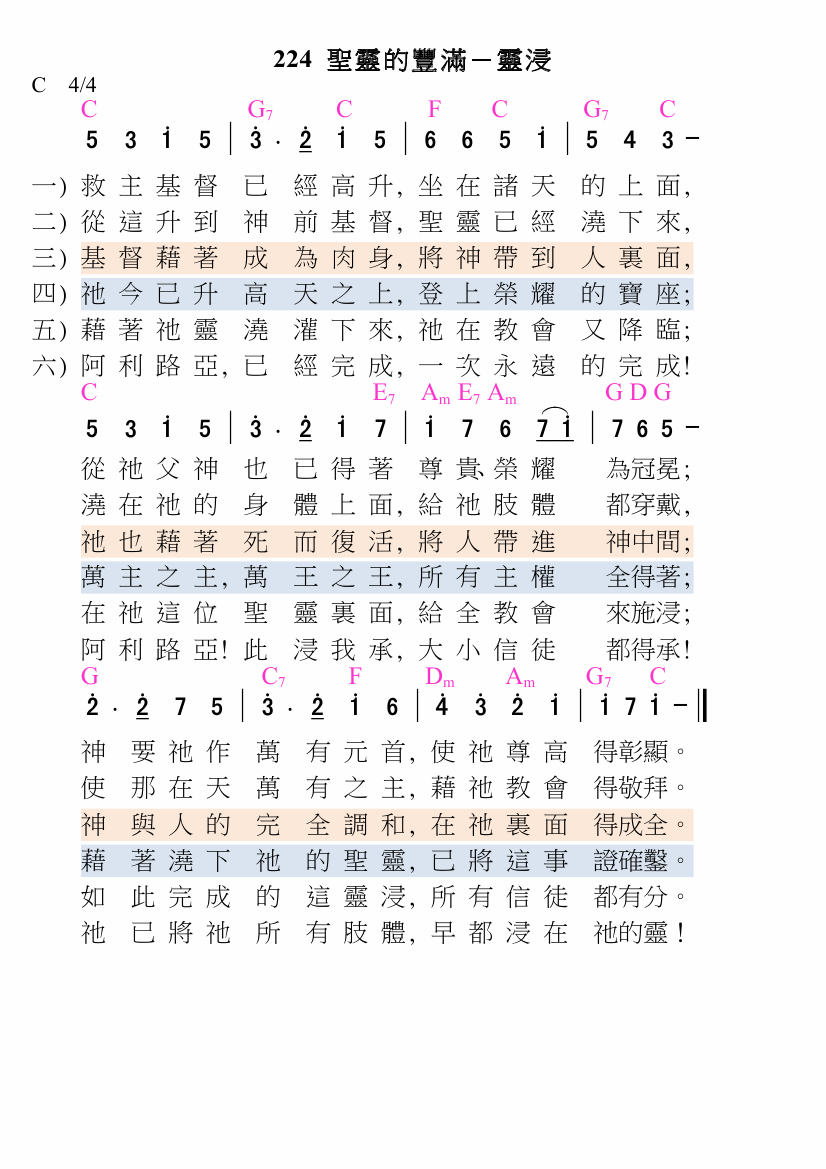 224 聖靈的豐滿－靈浸
C 4/4
C G7 C F C G7 C
5 3 i 5 | 3̇ · 2̇ i 5 | 6 6 5 i | 5 4 3 －
一) 救主基督已經高升, 坐在諸天的上面,
二) 從這升到神前基督, 聖靈已經澆下來,
三) 基督藉著成為肉身, 將神帶到人裏面,
四) 祂今已升高天之上, 登上榮耀的寶座;
五) 藉著祂靈澆灌下來, 祂在教會又降臨;
六) 阿利路亞, 已經完成, 一次永遠的完成!
C E7 Am E7 Am G D G
5 3 i 5 | 3̇ · 2̇ i 7 | i 7 6 7 i | 7 6 5 －
從祂父神也已得著尊貴、榮耀為冠冕;
澆在祂的身體上面, 給祂肢體都穿戴,
祂也藉著死而復活, 將人帶進神中間;
萬主之主, 萬王之王, 所有主權全得著;
在祂這位聖靈裏面, 給全教會來施浸;
阿利路亞! 此浸我承, 大小信徒都得承!
G C7 F Dm Am G7 C
2̇ · 2̇ 7 5 | 3̇ · 2̇ i 6 | 4̇ 3̇ 2̇ i | i 7 i －
神要祂作萬有元首, 使祂尊高得彰顯。
使那在天萬有之主, 藉祂教會得敬拜。
神與人的完全調和, 在祂裏面得成全。
藉著澆下祂的聖靈, 已將這事證確鑿。
如此完成的這靈浸, 所有信徒都有分。
祂已將祂所有肢體, 早都浸在祂的靈！